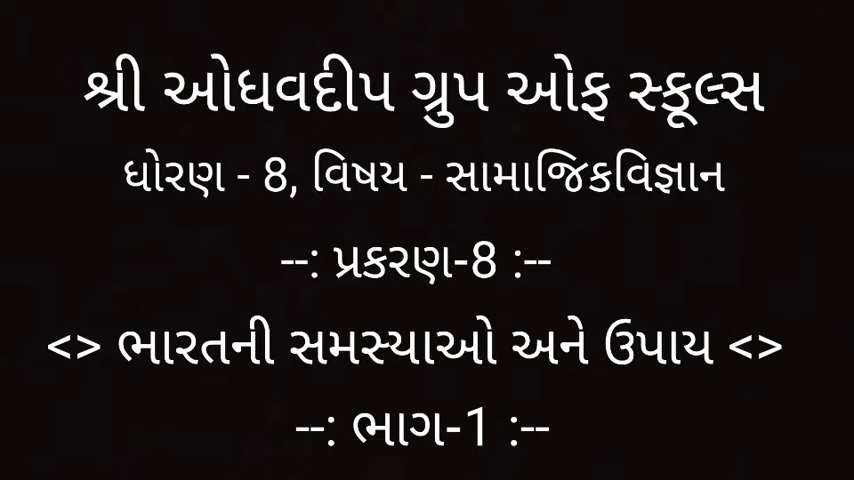 શ્રી ઓધવદીપ ગ્રુપ ઓફ સ્કૂલ્સ
ધોરણ - 8, વિષય - સામાજિકવિજ્ઞાન
--: પ્રકરણ-8 :--
<> ભારતની સમસ્યાઓ અને ઉપાય <>
--: ભાગ-1 :--